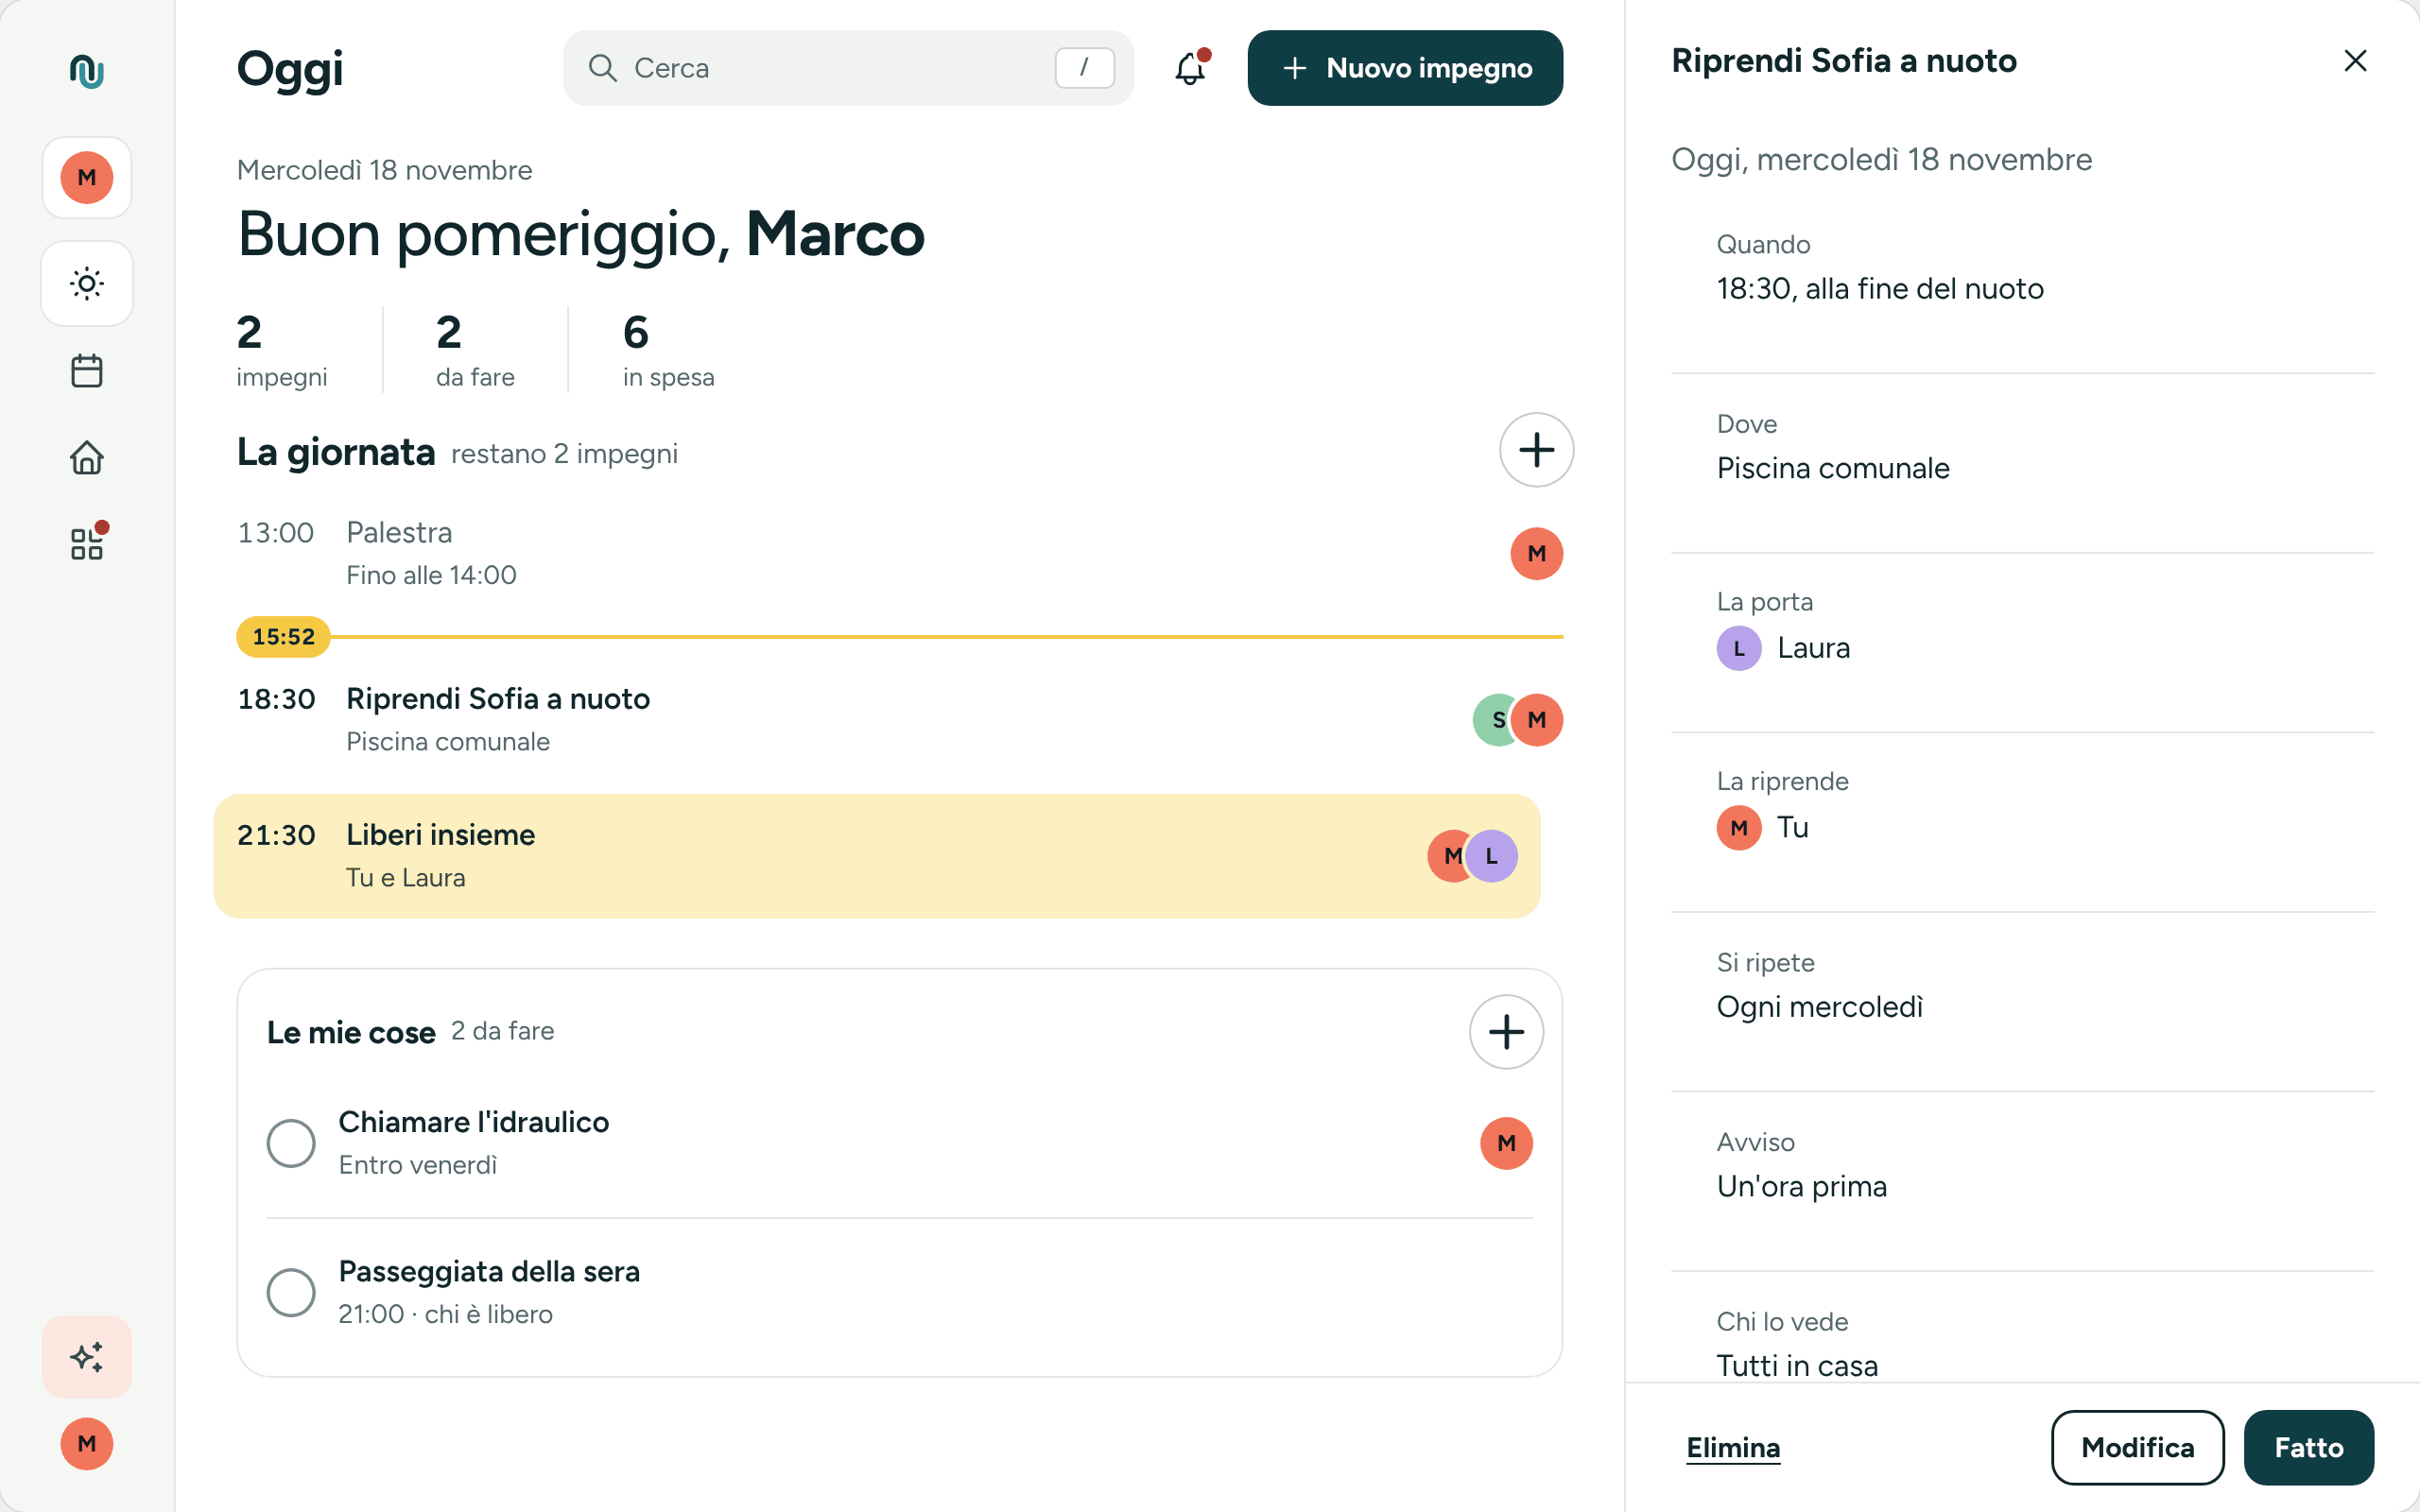 Oggi
Cerca
/
Nuovo impegno
M
Mercoledì 18 novembre
Buon pomeriggio, Marco
2
impegni
2
da fare
6
in spesa
La giornata restano 2 impegni
13:00 Palestra
Fino alle 14:00
M
15:52
18:30 Riprendi Sofia a nuoto
Piscina comunale
S M
21:30 Liberi insieme
Tu e Laura
M L
Le mie cose 2 da fare
Chiamare l'idraulico
Entro venerdì
M
Passeggiata della sera
21:00 · chi è libero
M
Riprendi Sofia a nuoto
Oggi, mercoledì 18 novembre
Quando
18:30, alla fine del nuoto
Dove
Piscina comunale
La porta
L Laura
La riprende
M Tu
Si ripete
Ogni mercoledì
Avviso
Un'ora prima
Chi lo vede
Tutti in casa
Elimina
Modifica
Fatto